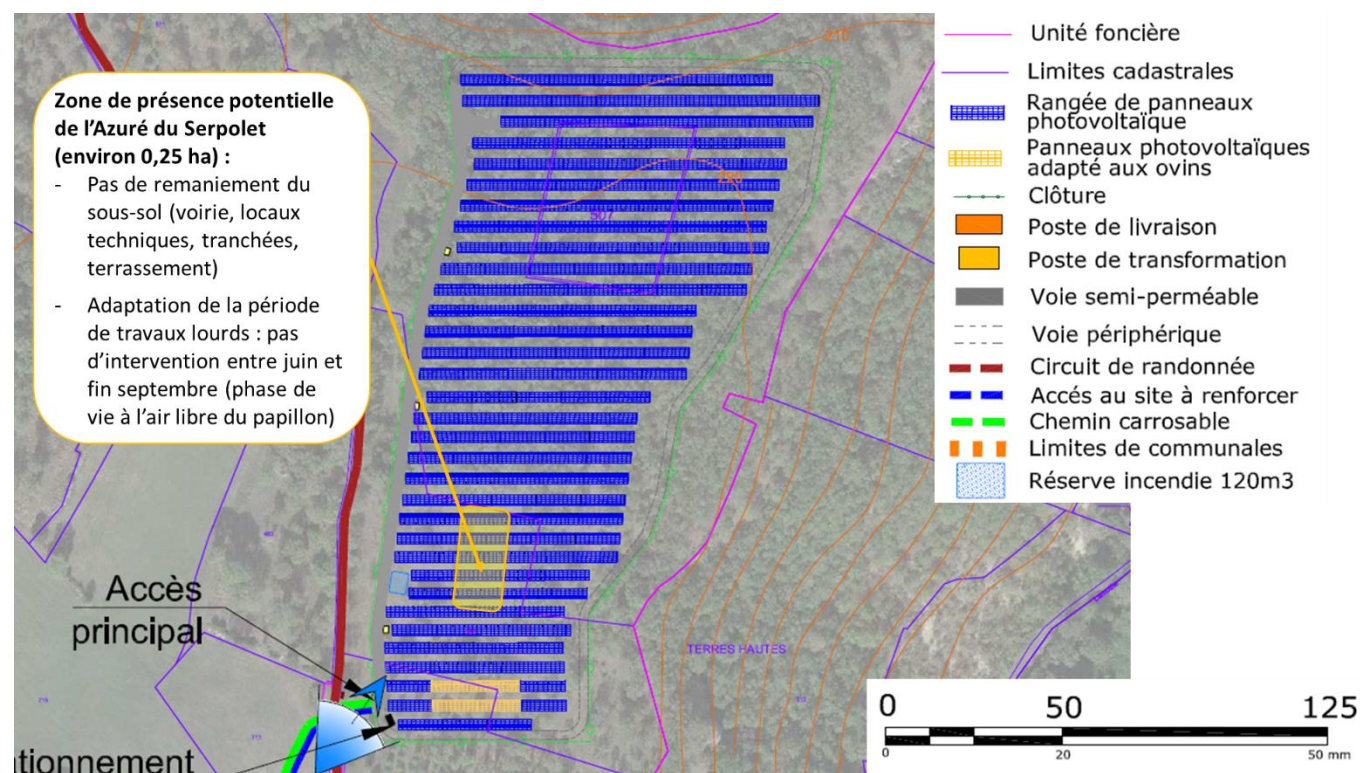 Zone de présence potentielle
de l’Azuré du Serpolet
(environ 0,25 ha) :
- Pas de remaniement du
sous-sol (voirie, locaux
techniques, tranchées,
terrassement)
- Adaptation de la période
de travaux lourds : pas
d’intervention entre juin et
fin septembre (phase de
vie à l’air libre du papillon)
210
220
507
Accès
principal
tionnement
TERRES HAUTES
Unité foncière
Limites cadastrales
Rangée de panneaux
photovoltaïque
Panneaux photovoltaïques
adapté aux ovins
Clôture
Poste de livraison
Poste de transformation
Voie semi-perméable
Voie périphérique
Circuit de randonnée
Accés au site à renforcer
Chemin carrosable
Limites de communales
Réserve incendie 120m3
0 50 125
0 20 50 mm